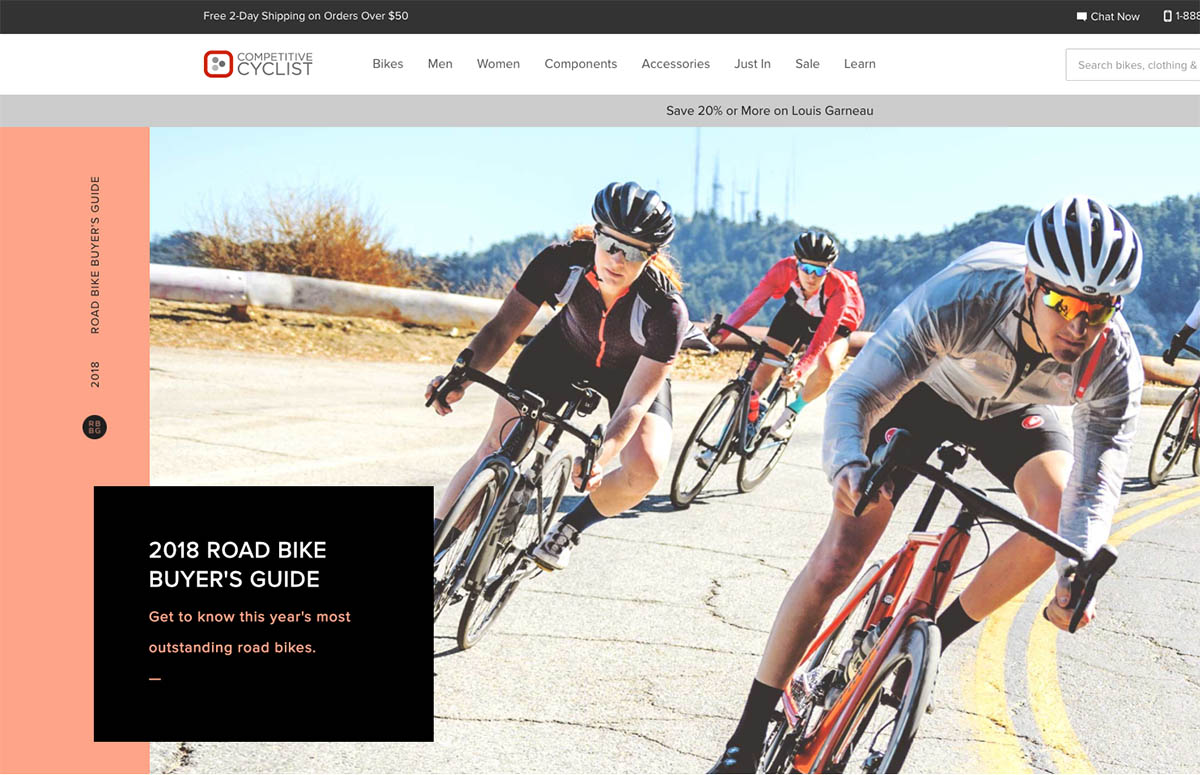 Free 2-Day Shipping on Orders Over $50
Chat Now
1-888
COMPETITIVE
CYCLIST
Bikes Men Women Components Accessories Just In Sale Learn
Search bikes, clothing &
Save 20% or More on Louis Garneau
2018 ROAD BIKE BUYER'S GUIDE
RB
BG
2018 ROAD BIKE
BUYER'S GUIDE
Get to know this year's most
outstanding road bikes.